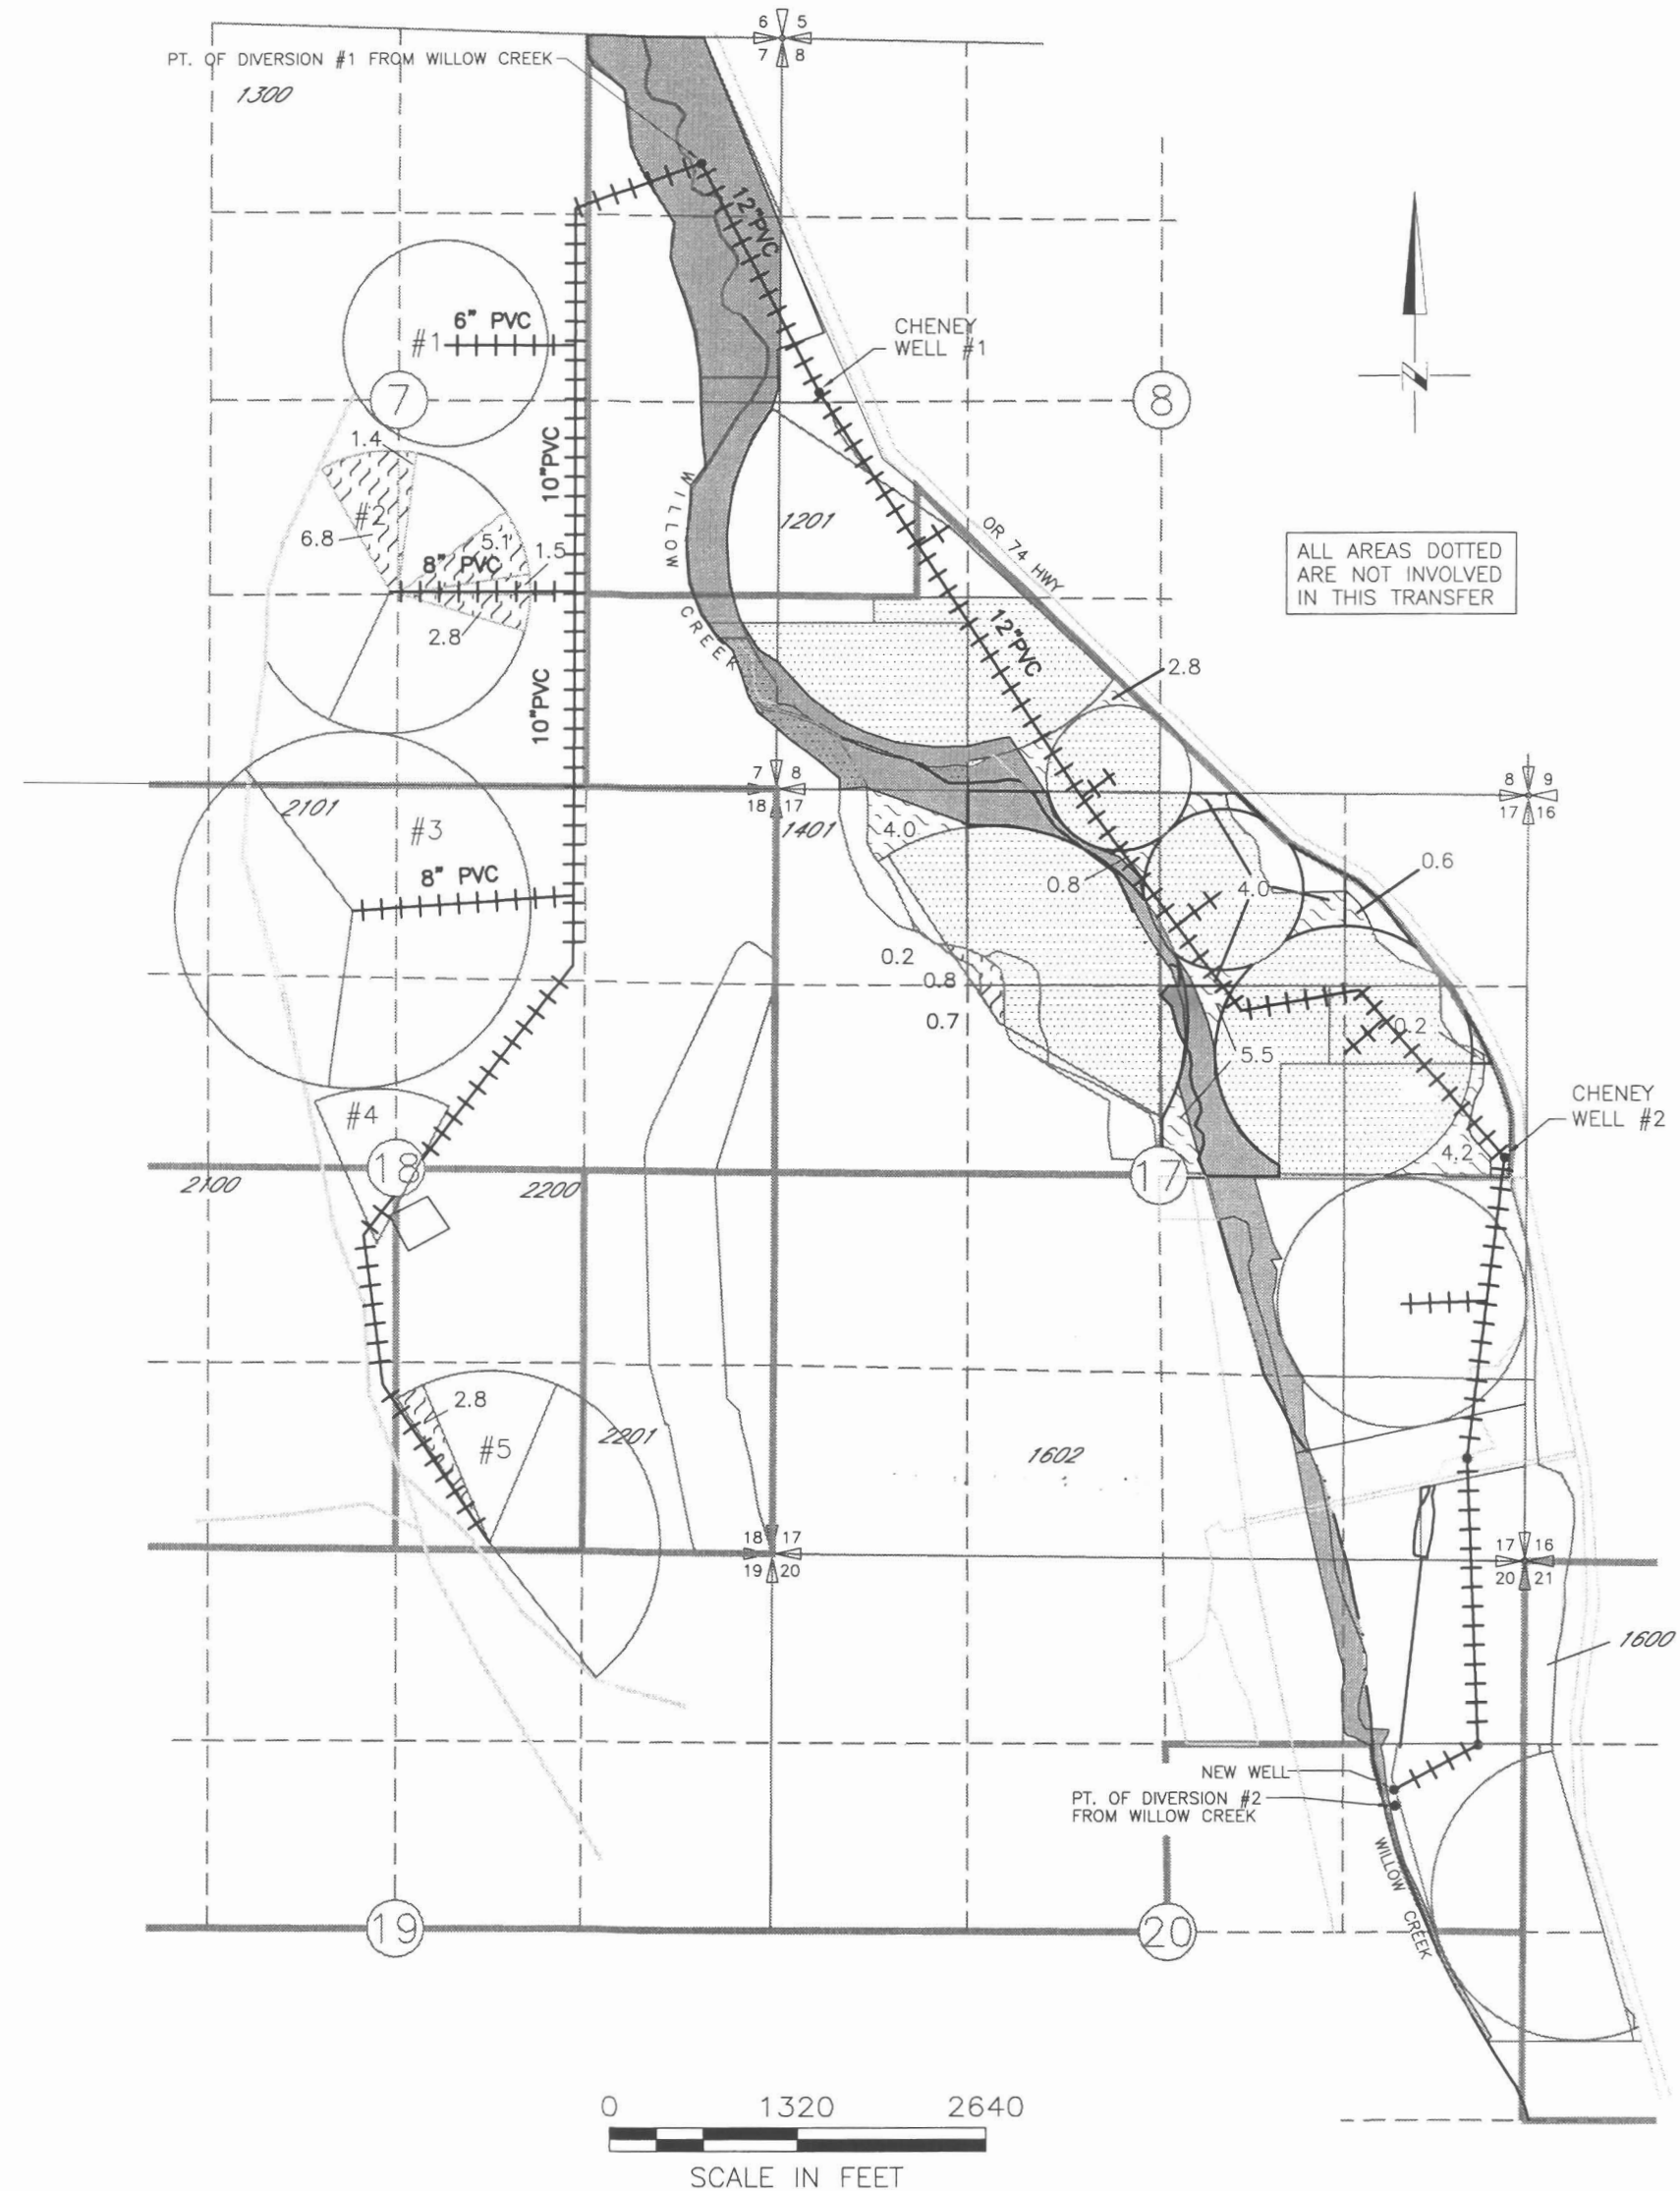 6 5
7 8
PT. OF DIVERSION #1 FROM WILLOW CREEK
1300
12"PVC
CHENEY
WELL #1
6" PVC
#1
7
8
1.4
10"PVC
WILLOW
1201
OR 74 HWY
ALL AREAS DOTTED
ARE NOT INVOLVED
IN THIS TRANSFER
#2
6.8
5.1
1.5
8" PVC
2.8
CREEK
12"PVC
2.8
10"PVC
7 8
18 17
8 9
17 16
2101
#3
1401
4.0
0.6
8" PVC
0.8
4.0
0.2
0.8
0.7
0.2
5.5
CHENEY
WELL #2
#4
4.2
18
17
2100
2200
2.8
#5
2201
1602
18 17
19 20
17 16
20 21
1600
NEW WELL
PT. OF DIVERSION #2
FROM WILLOW CREEK
WILLOW CREEK
19
20
0 1320 2640
SCALE IN FEET